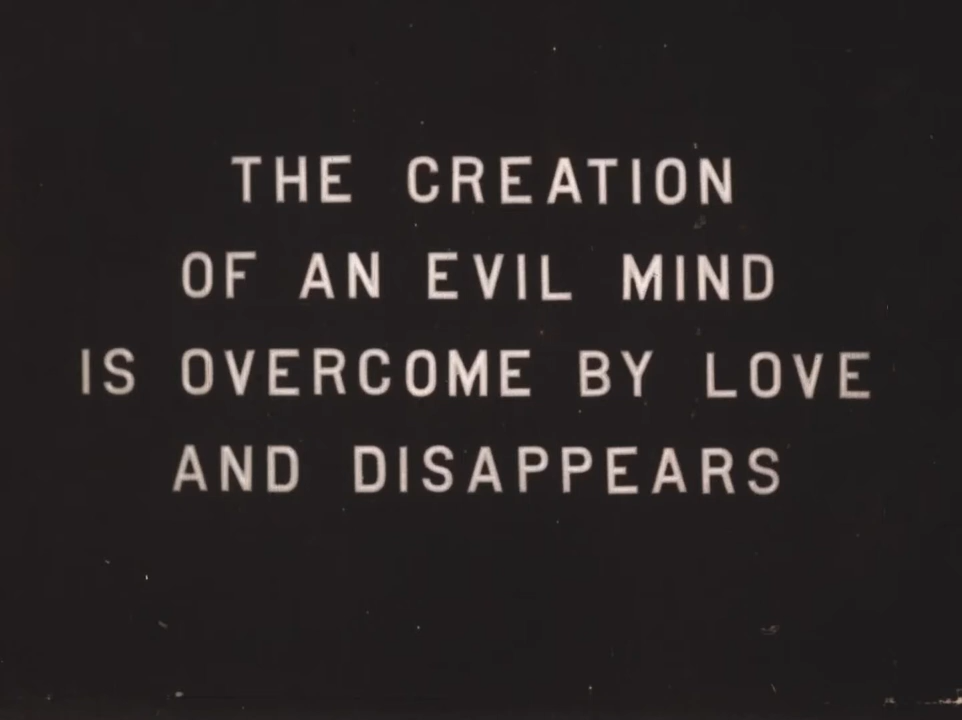 THE CREATION
OF AN EVIL MIND
IS OVERCOME BY LOVE
AND DISAPPEARS